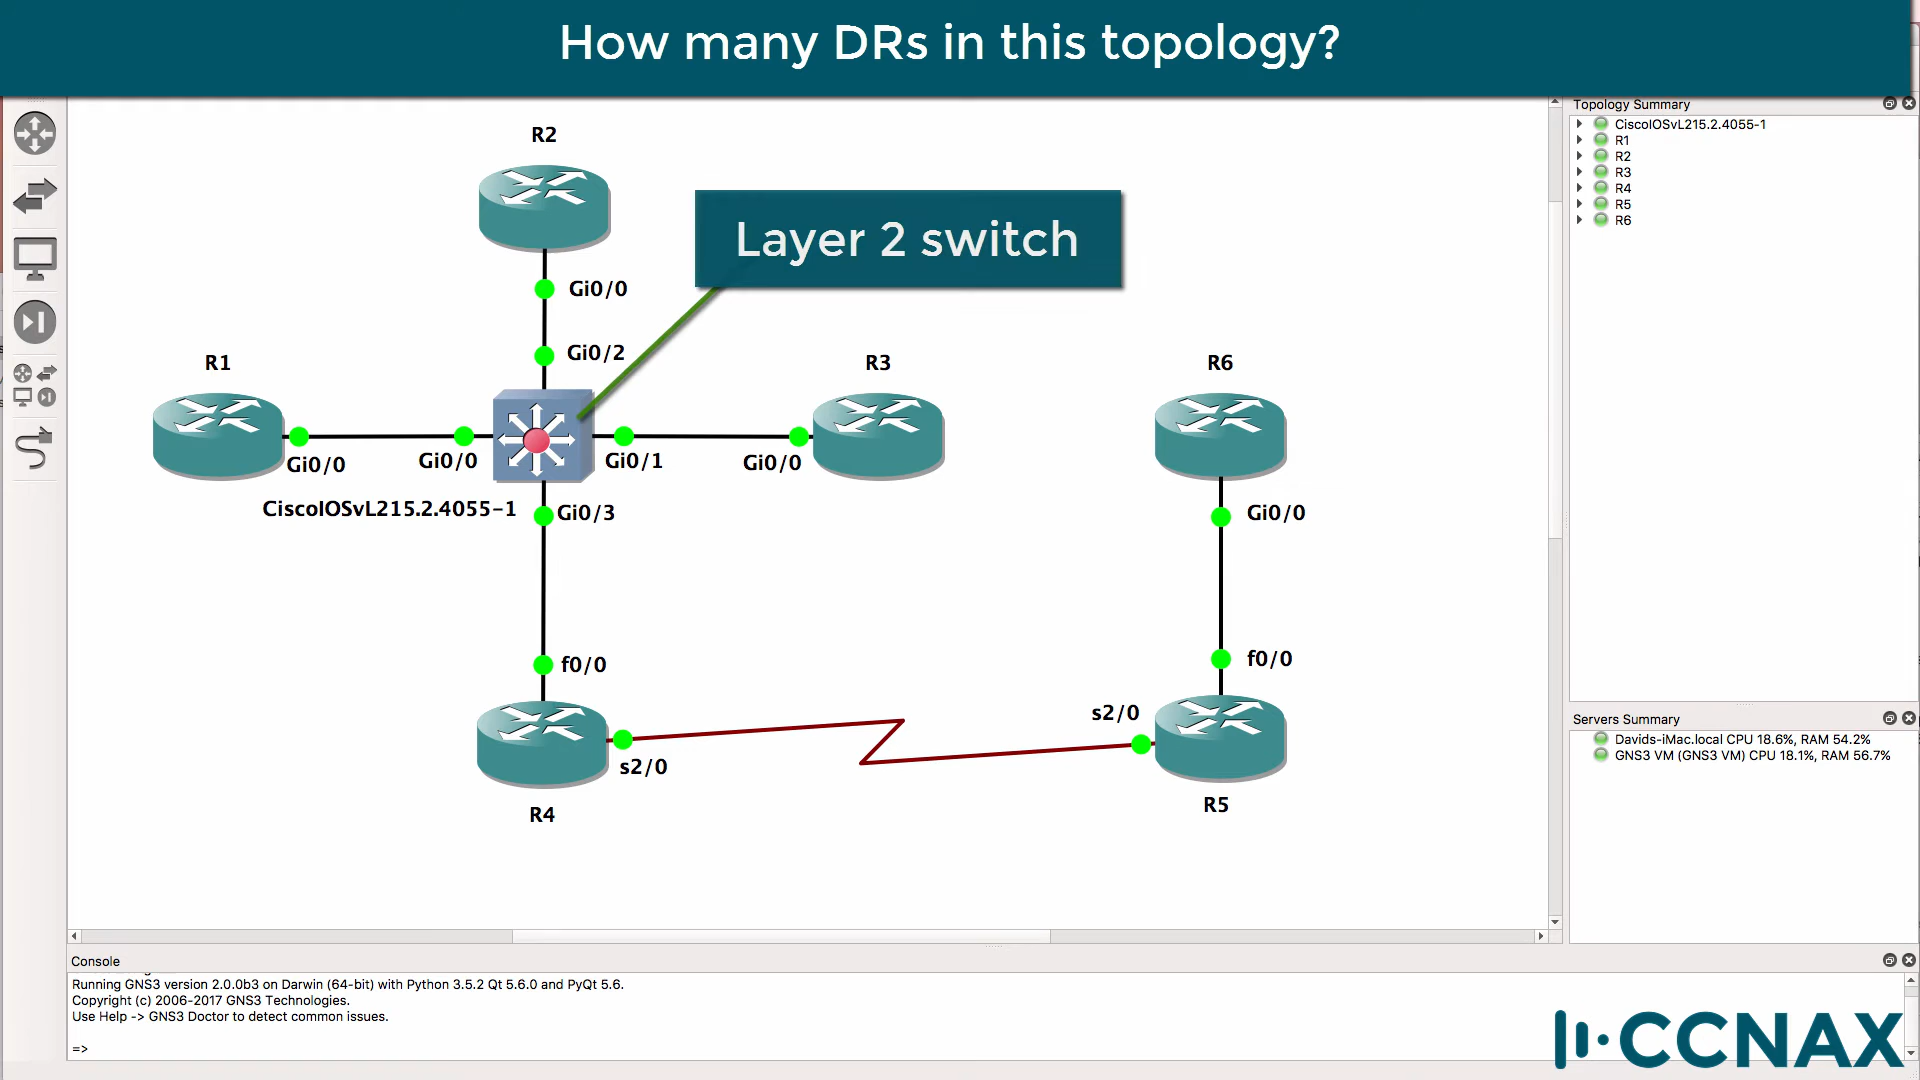 How many DRs in this topology?
Topology Summary
CiscoIOSvL215.2.4055-1
R1
R2
R3
R4
R5
R6
R2
Layer 2 switch
Gi0/0
Gi0/2
R1
R3
R6
Gi0/0
Gi0/0
Gi0/1
Gi0/0
CiscoIOSvL215.2.4055-1
Gi0/3
Gi0/0
f0/0
f0/0
s2/0
s2/0
R4
R5
Servers Summary
Davids-iMac.local CPU 18.6%, RAM 54.2%
GNS3 VM (GNS3 VM) CPU 18.1%, RAM 56.7%
Console
Running GNS3 version 2.0.0b3 on Darwin (64-bit) with Python 3.5.2 Qt 5.6.0 and PyQt 5.6.
Copyright (c) 2006-2017 GNS3 Technologies.
Use Help -> GNS3 Doctor to detect common issues.
=>
CCNAX